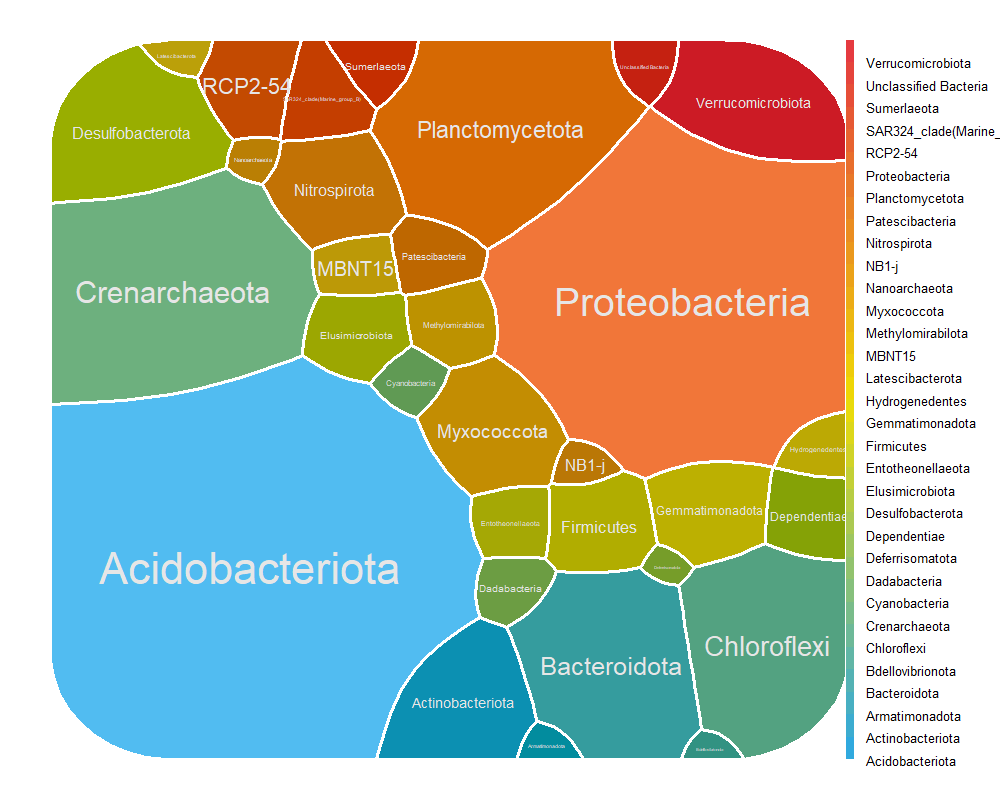 Latescibacterota
RCP2-54
Sumerlaeota
Unclassified Bacteria
SAR324_clade(Marine_group_B)
Verrucomicrobiota
Desulfobacterota
Planctomycetota
Nanoarchaeota
Nitrospirota
Patescibacteria
MBNT15
Crenarchaeota
Proteobacteria
Methylomirabilota
Elusimicrobiota
Cyanobacteria
Myxococcota
Hydrogenedentes
NB1-j
Gemmatimonadota
Dependentiae
Entotheonellaeota
Firmicutes
Acidobacteriota
Deferrisomatota
Dadabacteria
Chloroflexi
Bacteroidota
Actinobacteriota
Armatimonadota
Bdellovibrionota
Verrucomicrobiota
Unclassified Bacteria
Sumerlaeota
SAR324_clade(Marine_
RCP2-54
Proteobacteria
Planctomycetota
Patescibacteria
Nitrospirota
NB1-j
Nanoarchaeota
Myxococcota
Methylomirabilota
MBNT15
Latescibacterota
Hydrogenedentes
Gemmatimonadota
Firmicutes
Entotheonellaeota
Elusimicrobiota
Desulfobacterota
Dependentiae
Deferrisomatota
Dadabacteria
Cyanobacteria
Crenarchaeota
Chloroflexi
Bdellovibrionota
Bacteroidota
Armatimonadota
Actinobacteriota
Acidobacteriota